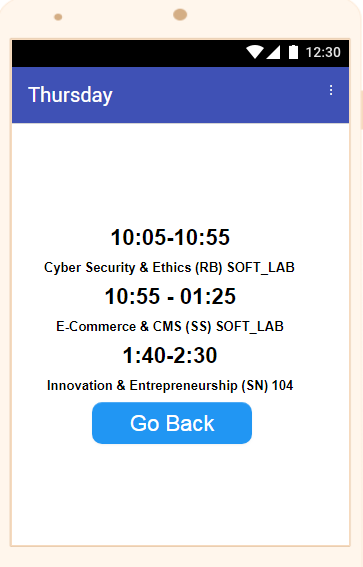 12:30
Thursday
10:05-10:55
Cyber Security & Ethics (RB) SOFT_LAB
10:55 - 01:25
E-Commerce & CMS (SS) SOFT_LAB
1:40-2:30
Innovation & Entrepreneurship (SN) 104
Go Back